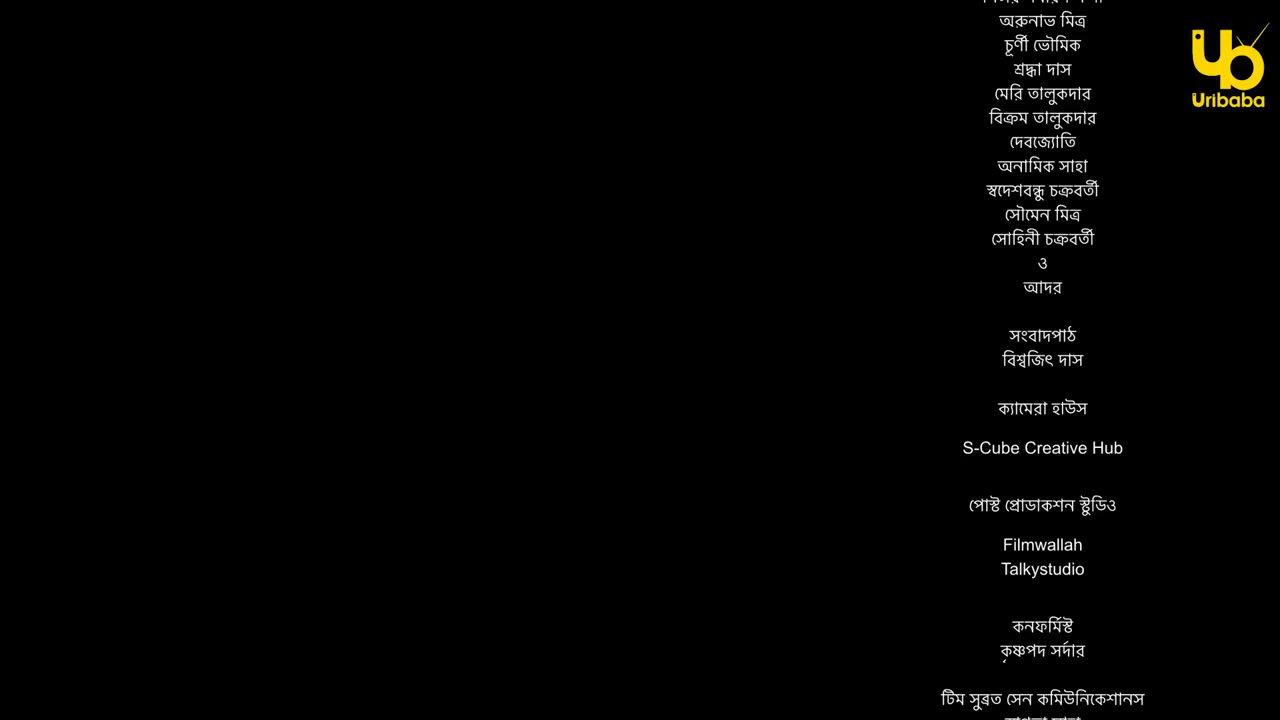 অরুনাভ মিত্র
চূর্ণী ভৌমিক
শ্রদ্ধা দাস
মেরি তালুকদার
বিক্রম তালুকদার
দেবজ্যোতি
অনামিক সাহা
স্বদেশবন্ধু চক্রবর্তী
সৌমেন মিত্র
সোহিনী চক্রবর্তী
ও
আদর
সংবাদপাঠ
বিশ্বজিৎ দাস
ক্যামেরা হাউস
S-Cube Creative Hub
পোস্ট প্রোডাকশন স্টুডিও
Filmwallah
Talkystudio
কনফর্মিস্ট
কৃষ্ণপদ সর্দার
টিম সুব্রত সেন কমিউনিকেশানস
Ub
Uribaba